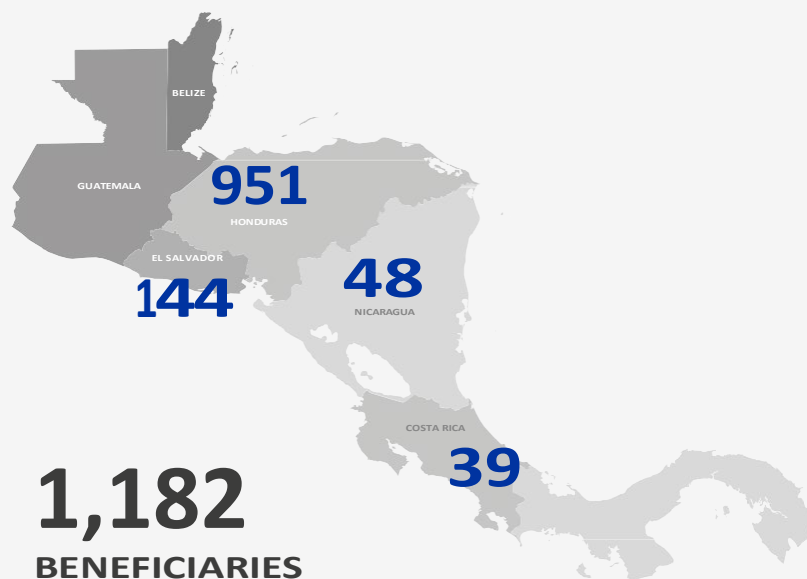 BELIZE
GUATEMALA
951
HONDURAS
EL SALVADOR
144
48
NICARAGUA
COSTA RICA
39
1,182
BENEFICIARIES